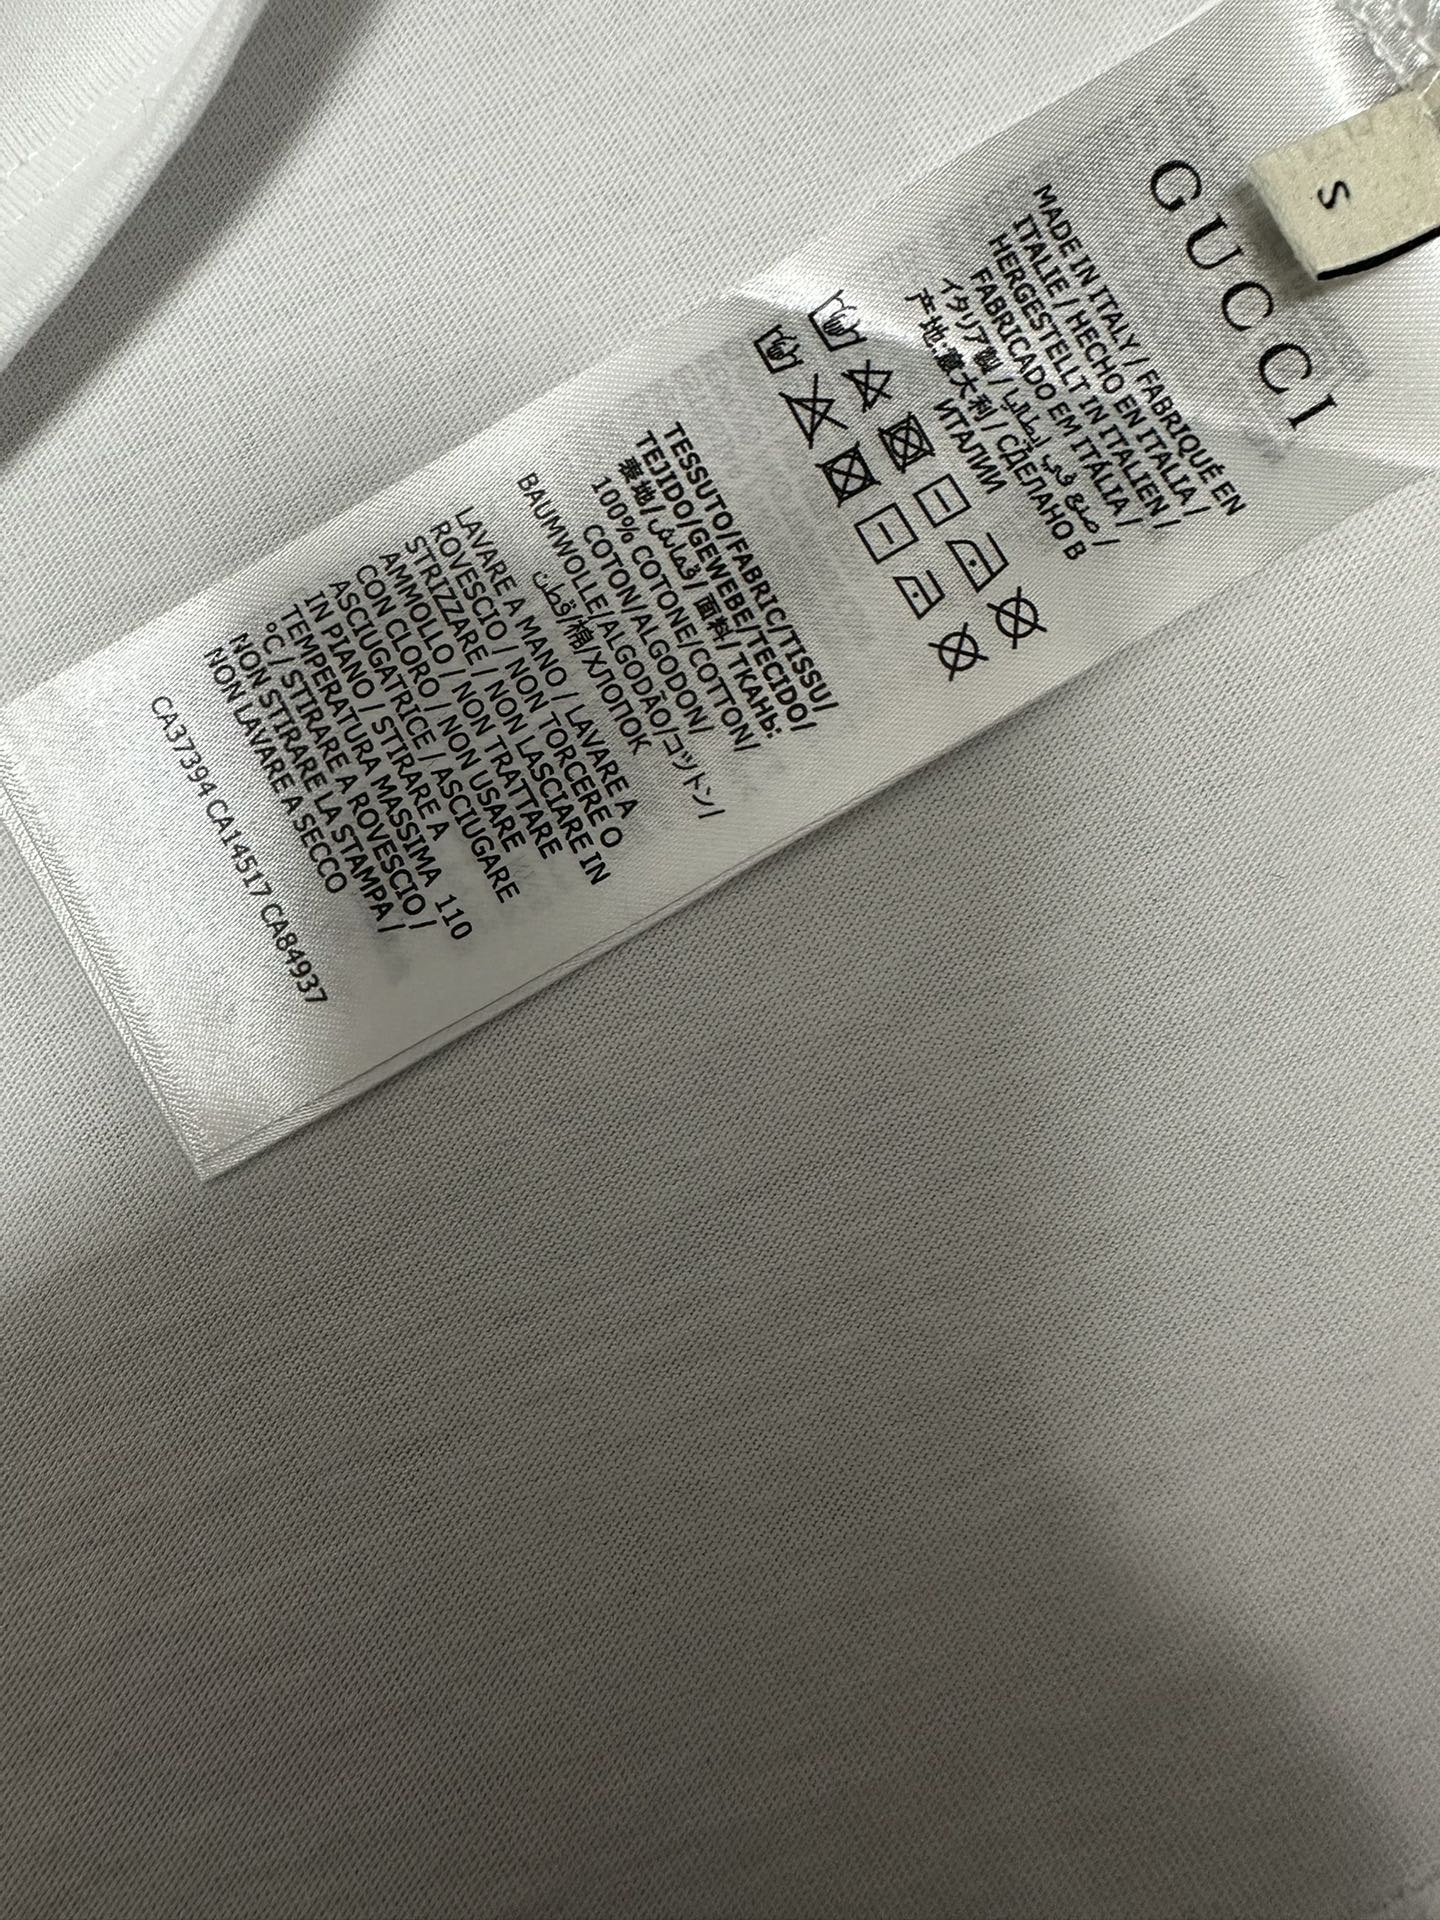 S
GUCCI
MADE IN ITALY / FABRIQUÉ EN
ITALIE / HECHO EN ITALIA /
HERGESTELLT IN ITALIEN /
FABRICADO EM ITÁLIA /
イタリア製 / صنع في إيطاليا /
产地:意大利 / СДЕЛАНО В
ИТАЛИИ
TESSUTO/FABRIC/TISSU/
TEJIDO/GEWEBE/TECIDO/
表地/قماش/面料/ТКАНЬ:
100% COTONE/COTTON/
COTON/ALGODON/
BAUMWOLLE/ALGODÃO/コットン/
قطن/棉/ХЛОПОК
LAVARE A MANO / LAVARE A
ROVESCIO / NON TORCERE O
STRIZZARE / NON LASCIARE IN
AMMOLLO / NON TRATTARE
CON CLORO / NON USARE
ASCIUGATRICE / ASCIUGARE
IN PIANO / STIRARE A
TEMPERATURA MASSIMA 110
°C / STIRARE A ROVESCIO /
NON STIRARE LA STAMPA /
NON LAVARE A SECCO
CA37394 CA14517 CA84937